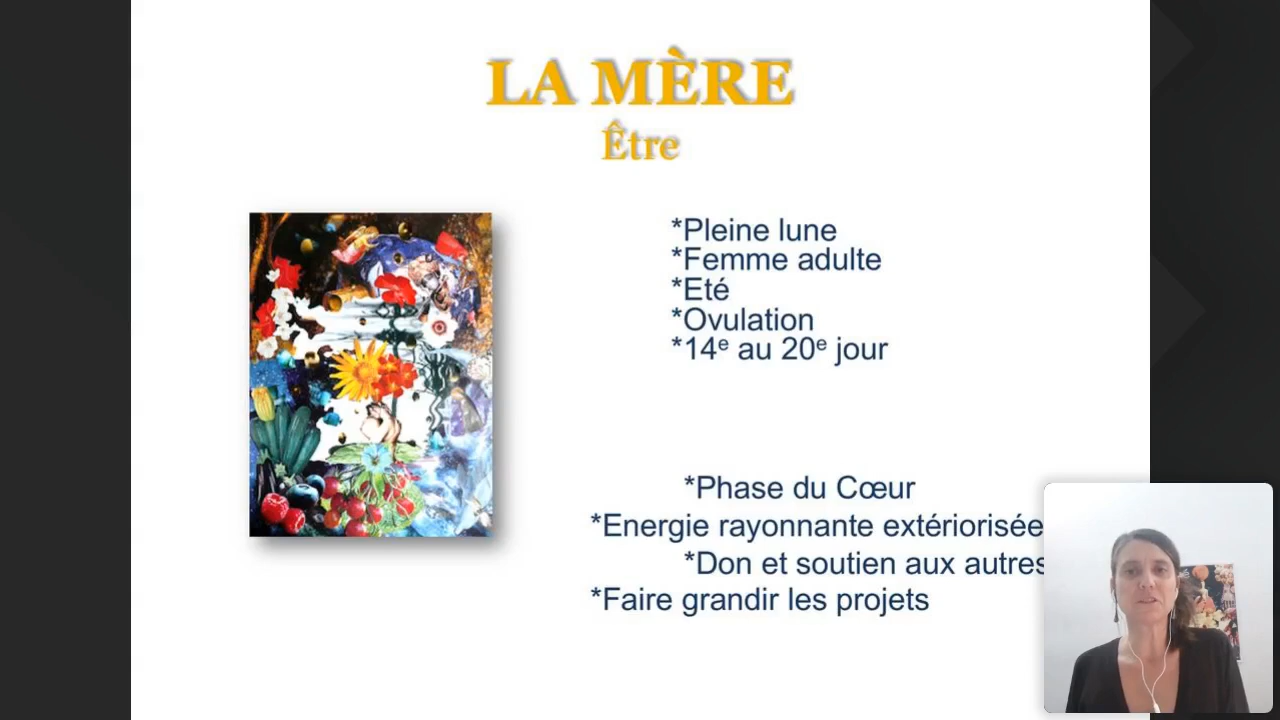 LA MÈRE
Être
*Pleine lune
*Femme adulte
*Eté
*Ovulation
*14e au 20e jour
*Phase du Cœur
*Energie rayonnante extériorisée
*Don et soutien aux autres
*Faire grandir les projets